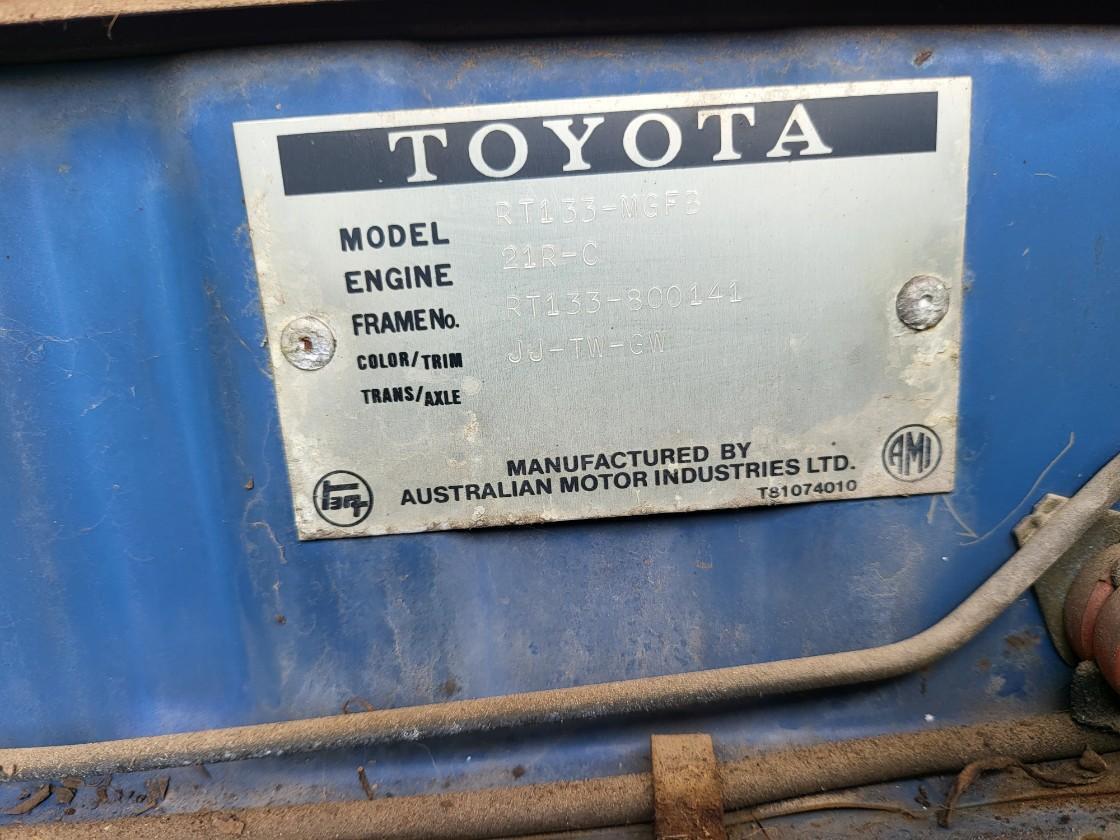 TOYOTA
MODEL RT133-MGF3
ENGINE 21R-C
FRAME No. RT133-800141
COLOR/TRIM JJ-TW-GW
TRANS/AXLE
MANUFACTURED BY
AUSTRALIAN MOTOR INDUSTRIES LTD.
T81074010
AMI